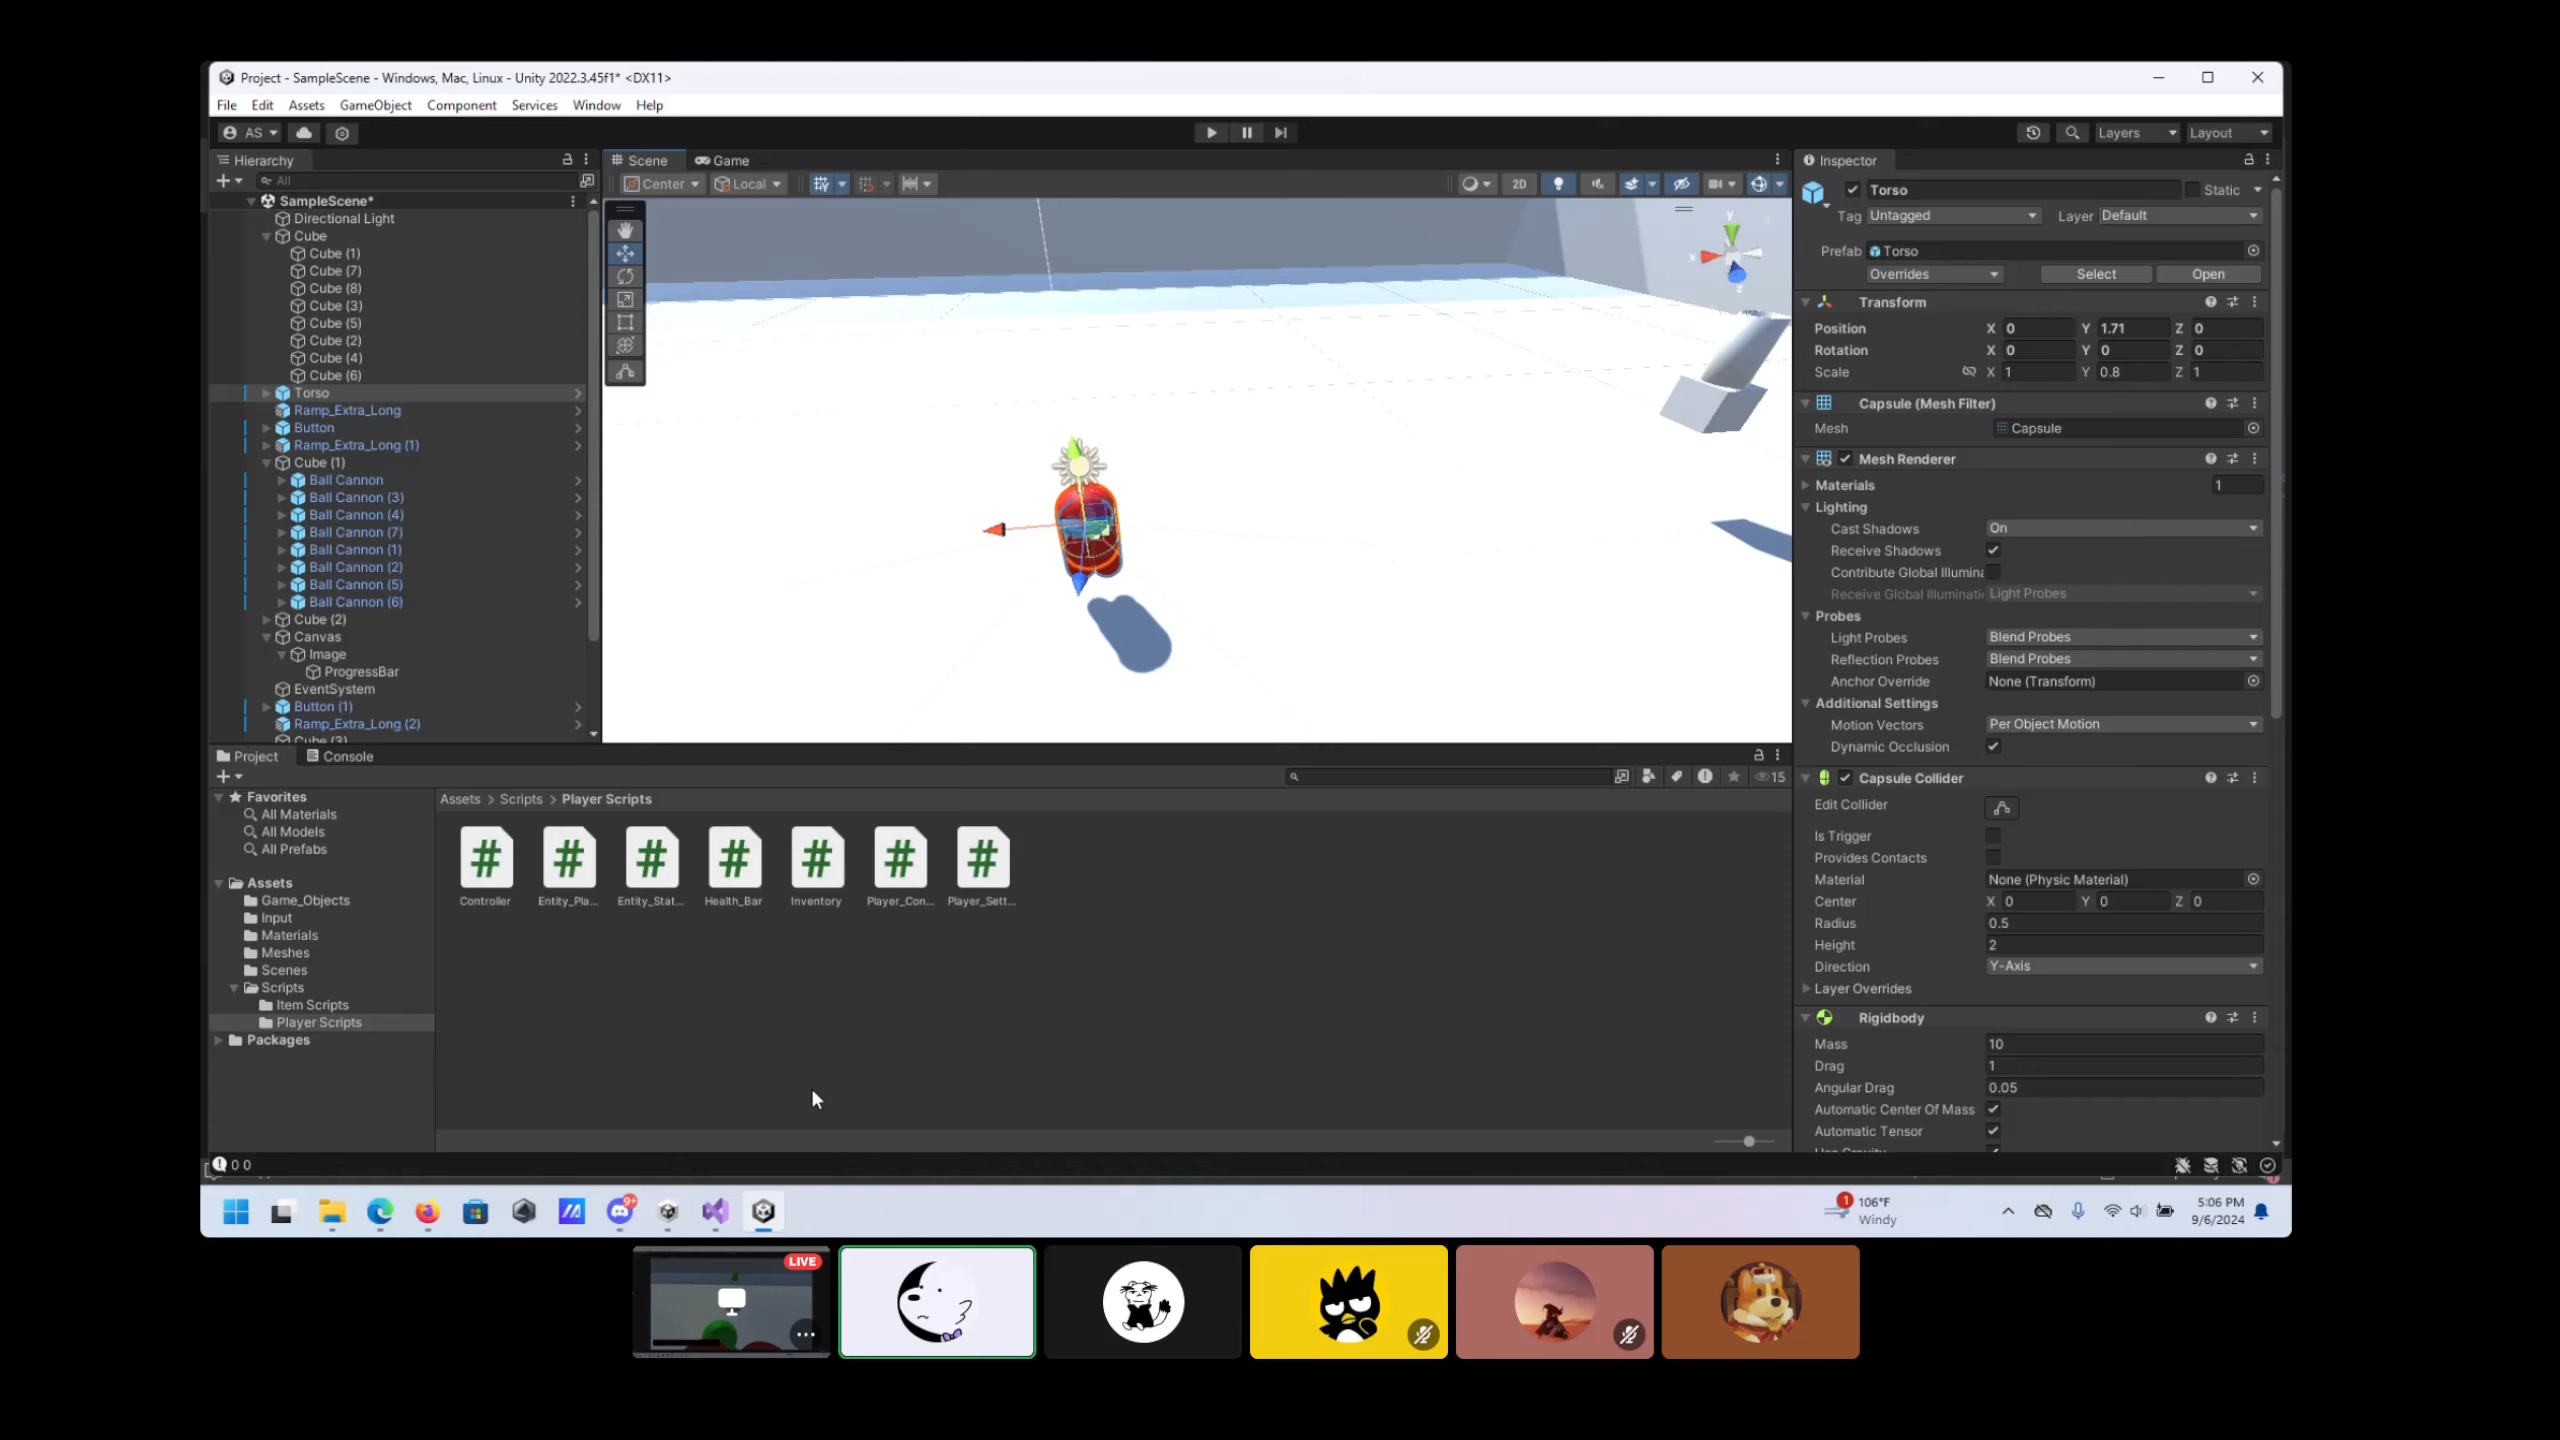 Project - SampleScene - Windows, Mac, Linux - Unity 2022.3.45f1* <DX11>
File Edit Assets GameObject Component Services Window Help
AS
Layers Layout
Hierarchy
All
SampleScene*
Directional Light
Cube
Cube (1)
Cube (7)
Cube (8)
Cube (3)
Cube (5)
Cube (2)
Cube (4)
Cube (6)
Torso
Ramp_Extra_Long
Button
Ramp_Extra_Long (1)
Cube (1)
Ball Cannon
Ball Cannon (3)
Ball Cannon (4)
Ball Cannon (7)
Ball Cannon (1)
Ball Cannon (2)
Ball Cannon (5)
Ball Cannon (6)
Cube (2)
Canvas
Image
ProgressBar
EventSystem
Button (1)
Ramp_Extra_Long (2)
Cube (3)
Scene Game
Center Local 2D
y
x
z
Inspector
Torso Static
Tag Untagged Layer Default
Prefab Torso
Overrides Select Open
Transform
Position X 0 Y 1.71 Z 0
Rotation X 0 Y 0 Z 0
Scale X 1 Y 0.8 Z 1
Capsule (Mesh Filter)
Mesh Capsule
Mesh Renderer
Materials 1
Lighting
Cast Shadows On
Receive Shadows
Contribute Global Illumina
Receive Global Illuminati Light Probes
Probes
Light Probes Blend Probes
Reflection Probes Blend Probes
Anchor Override None (Transform)
Additional Settings
Motion Vectors Per Object Motion
Dynamic Occlusion
Capsule Collider
Edit Collider
Is Trigger
Provides Contacts
Material None (Physic Material)
Center X 0 Y 0 Z 0
Radius 0.5
Height 2
Direction Y-Axis
Layer Overrides
Rigidbody
Mass 10
Drag 1
Angular Drag 0.05
Automatic Center Of Mass
Automatic Tensor
Use Gravity
Project Console
15
Favorites
All Materials
All Models
All Prefabs
Assets
Game_Objects
Input
Materials
Meshes
Scenes
Scripts
Item Scripts
Player Scripts
Packages
Assets > Scripts > Player Scripts
# # # # # # #
Controller Entity_Pla... Entity_Stat... Health_Bar Inventory Player_Con... Player_Sett...
0 0
9+
1
106°F
Windy
5:06 PM
9/6/2024
LIVE